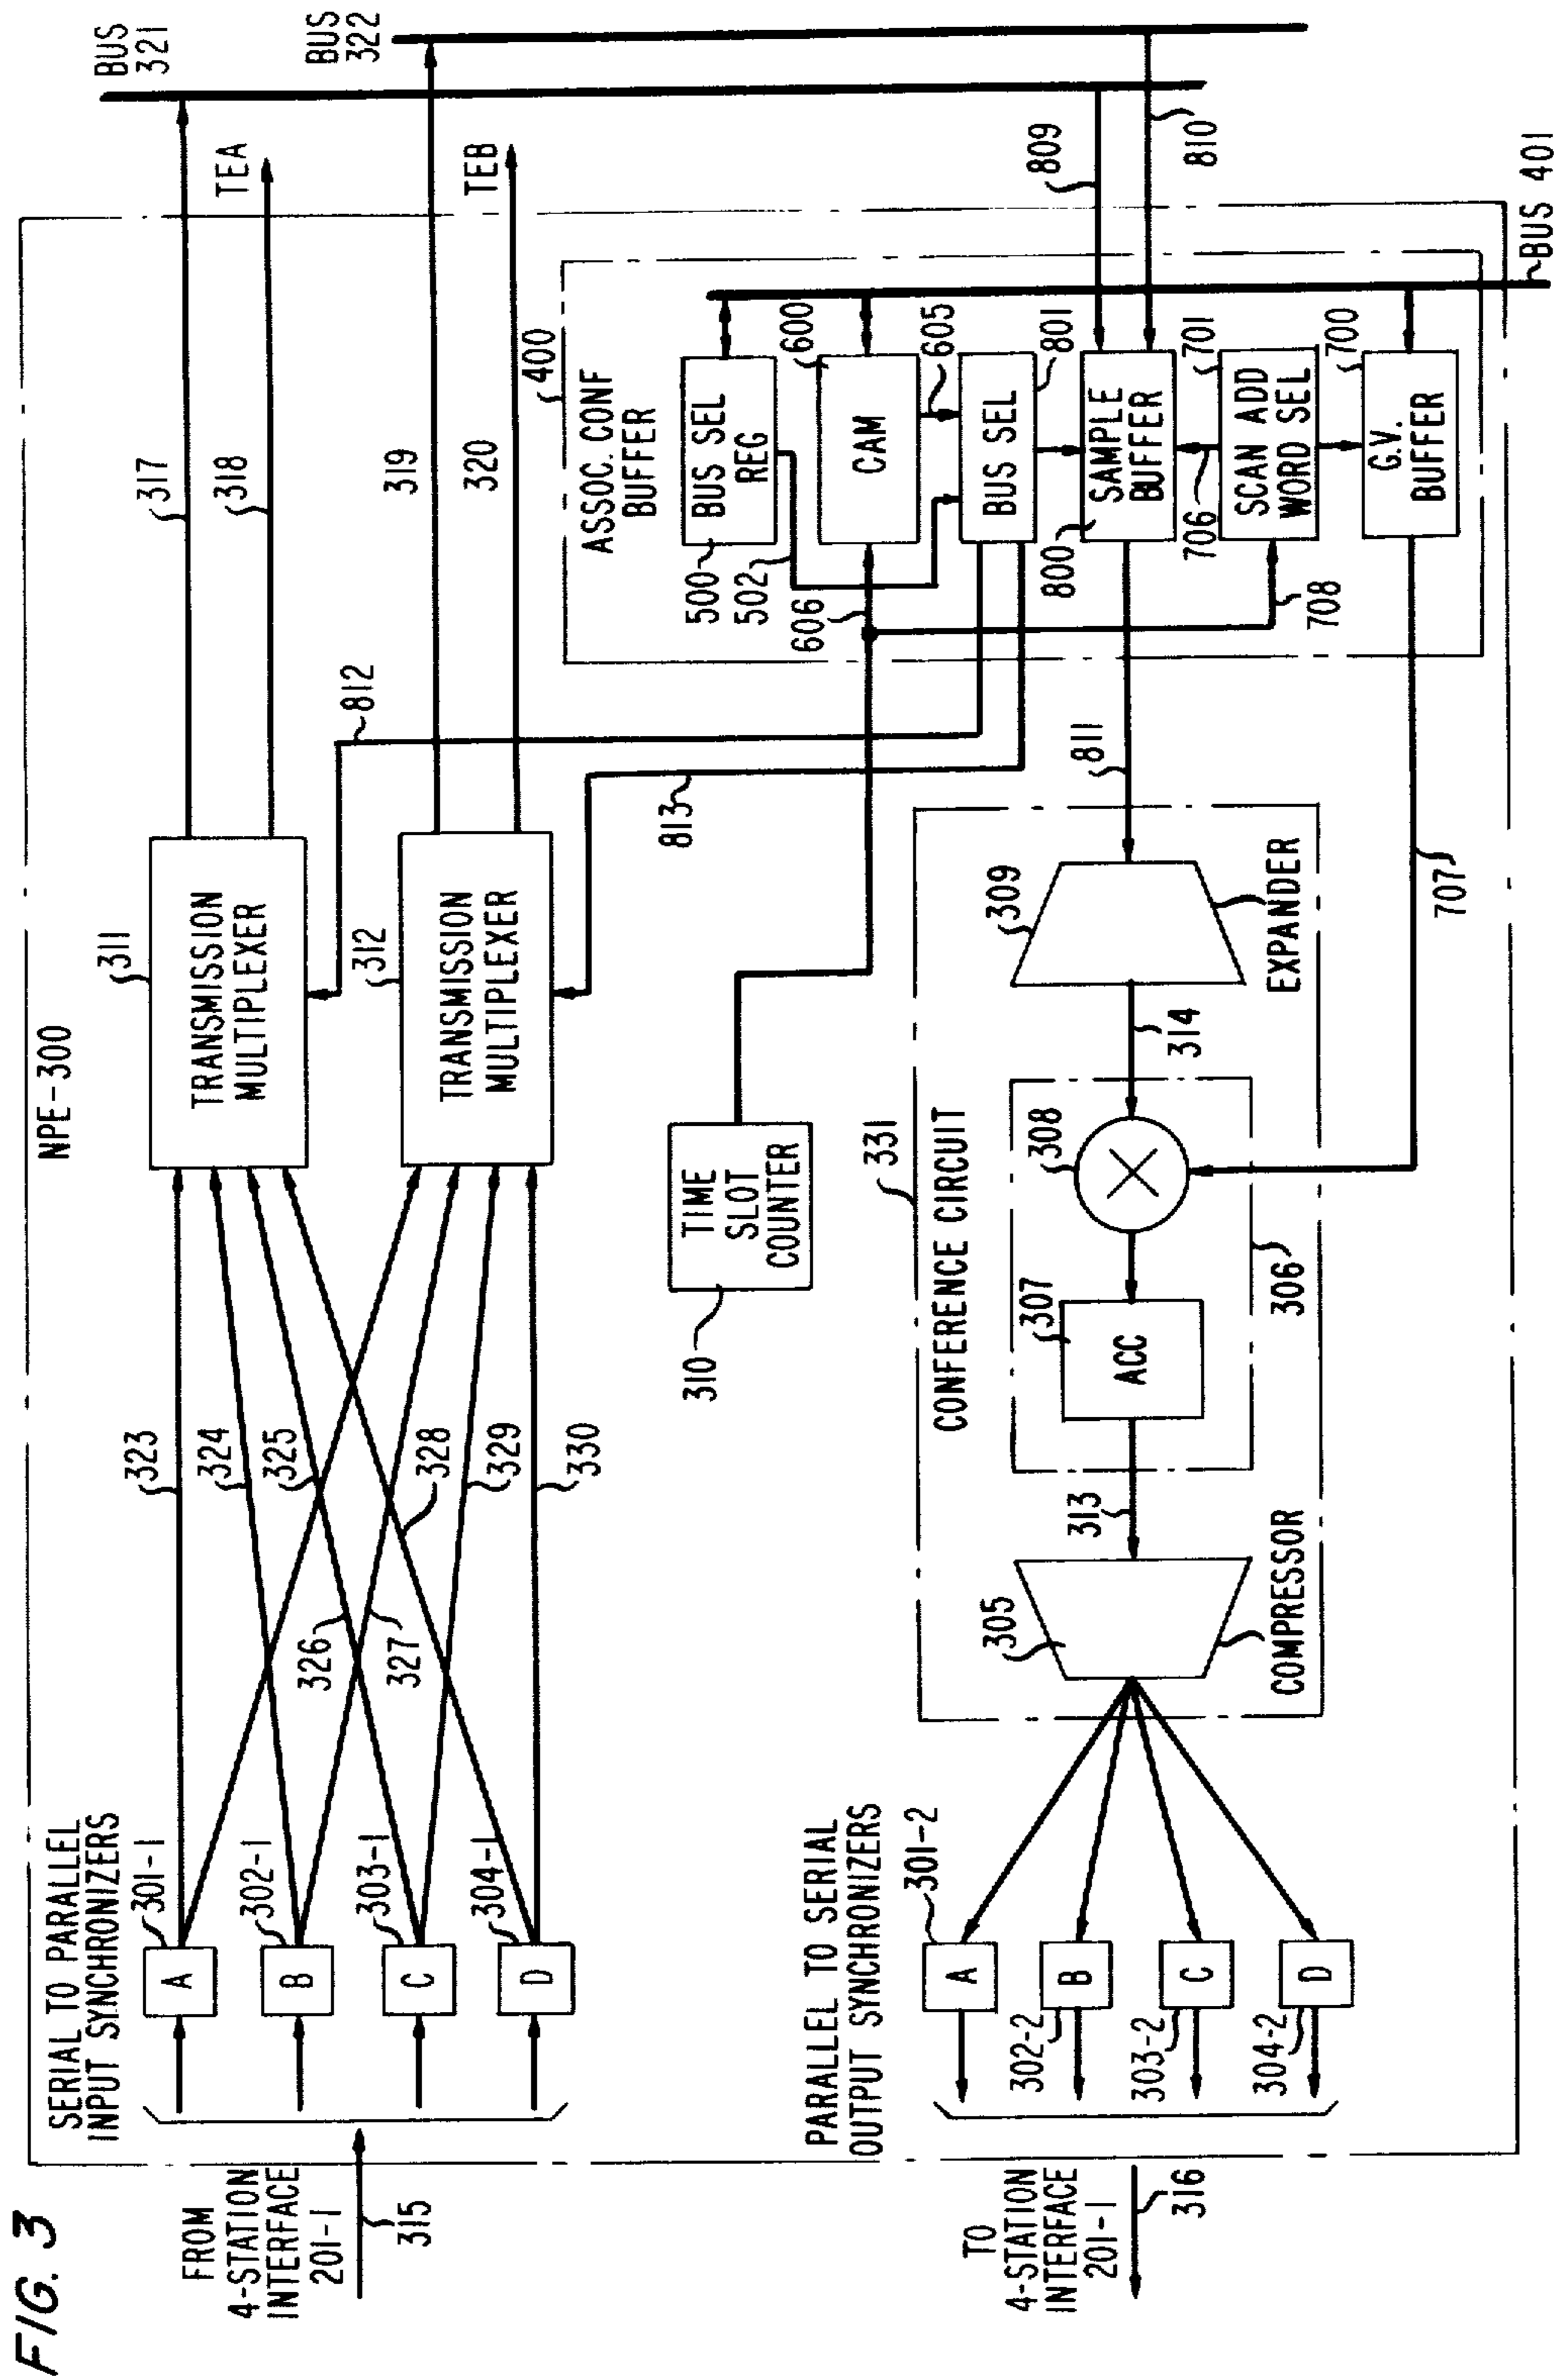 FIG. 3
NPE-300
SERIAL TO PARALLEL
INPUT SYNCHRONIZERS
FROM
4-STATION
INTERFACE
201-1
315
A
301-1
B
302-1
C
303-1
D
304-1
323
324
325
326
327
328
329
330
311
TRANSMISSION
MULTIPLEXER
312
TRANSMISSION
MULTIPLEXER
317
318
TEA
319
320
TEB
BUS
321
BUS
322
812
813
310
TIME
SLOT
COUNTER
400
ASSOC. CONF
BUFFER
500
BUS SEL
REG
502
600
CAM
605
606
BUS SEL
801
800
SAMPLE
BUFFER
706
701
SCAN ADD
WORD SEL
708
700
G.V.
BUFFER
809
810
BUS 401
811
707
331
CONFERENCE CIRCUIT
309
EXPANDER
314
308
306
307
ACC
313
305
COMPRESSOR
PARALLEL TO SERIAL
OUTPUT SYNCHRONIZERS
A
301-2
B
302-2
C
303-2
D
304-2
TO
4-STATION
INTERFACE
201-1
316